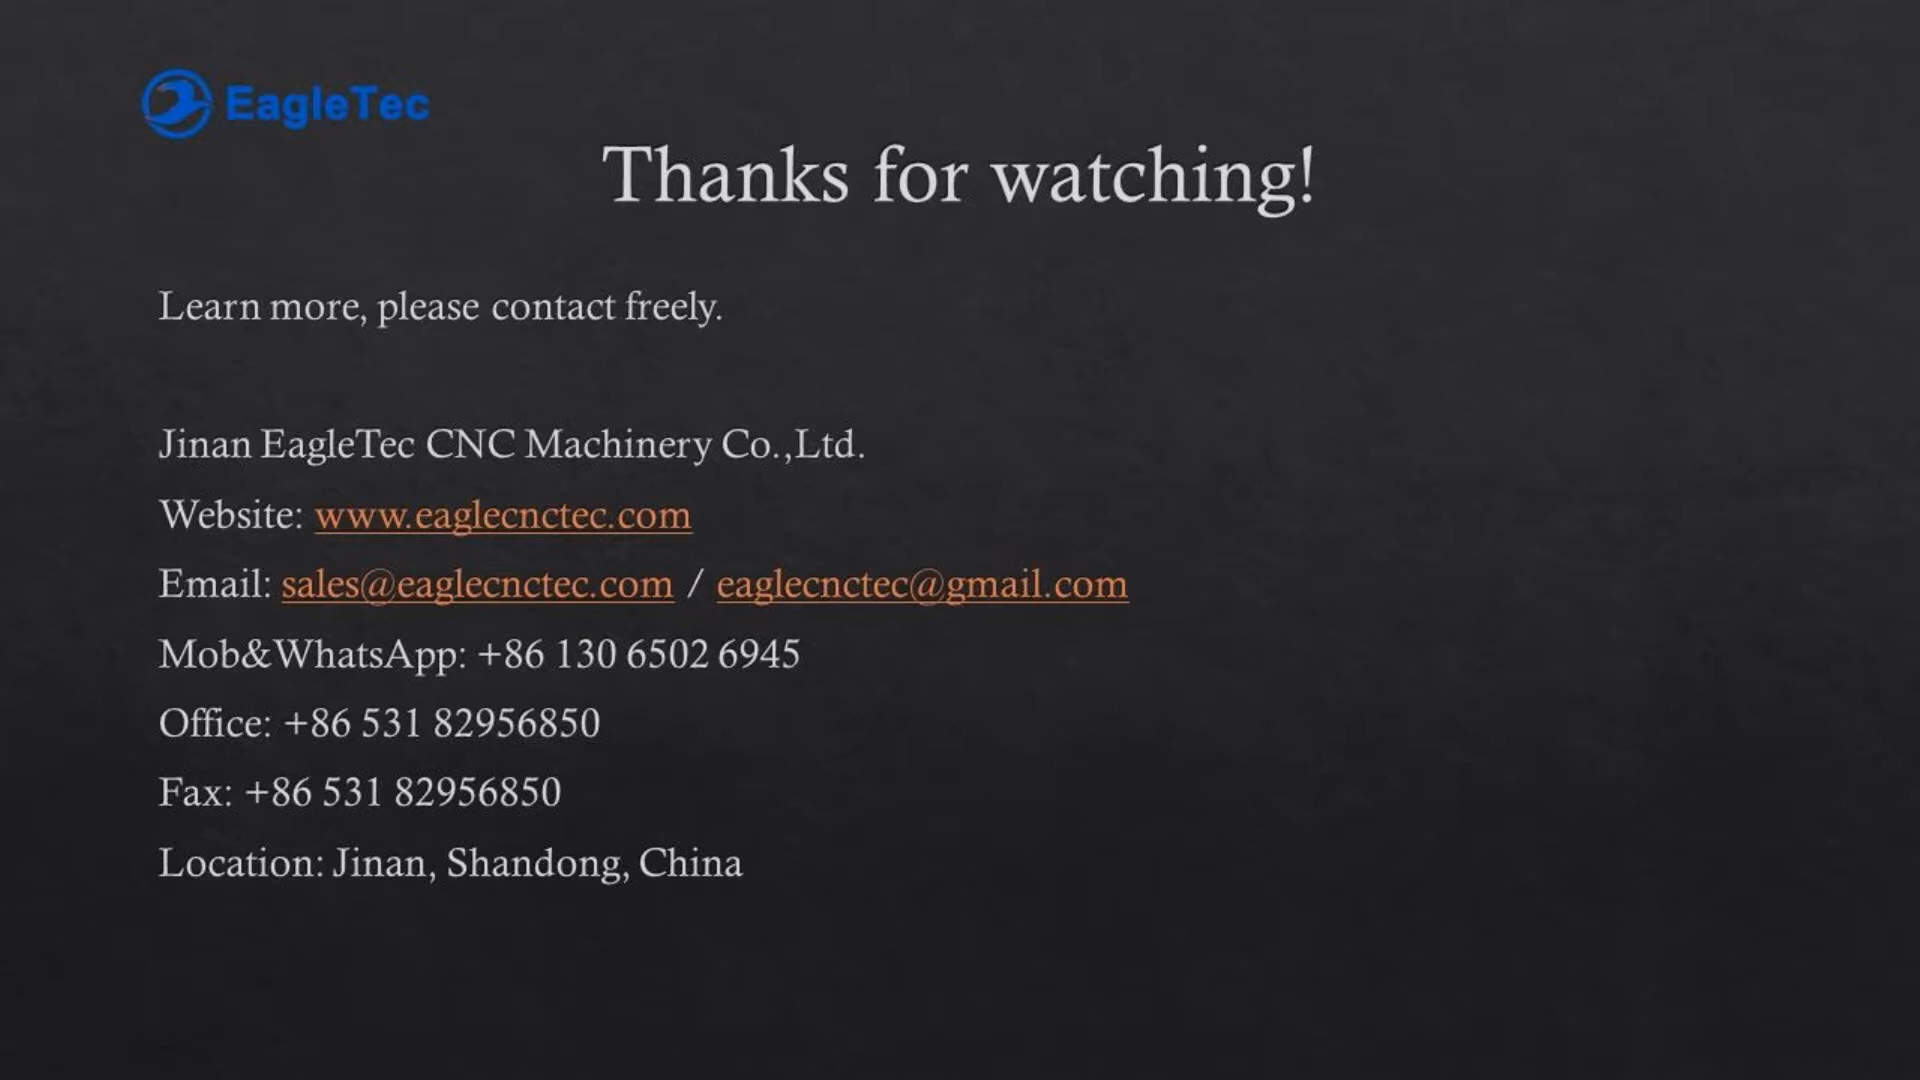 EagleTec
Thanks for watching!
Learn more, please contact freely.
Jinan EagleTec CNC Machinery Co.,Ltd.
Website: www.eaglecnctec.com
Email: sales@eaglecnctec.com / eaglecnctec@gmail.com
Mob&WhatsApp: +86 130 6502 6945
Office: +86 531 82956850
Fax: +86 531 82956850
Location: Jinan, Shandong, China